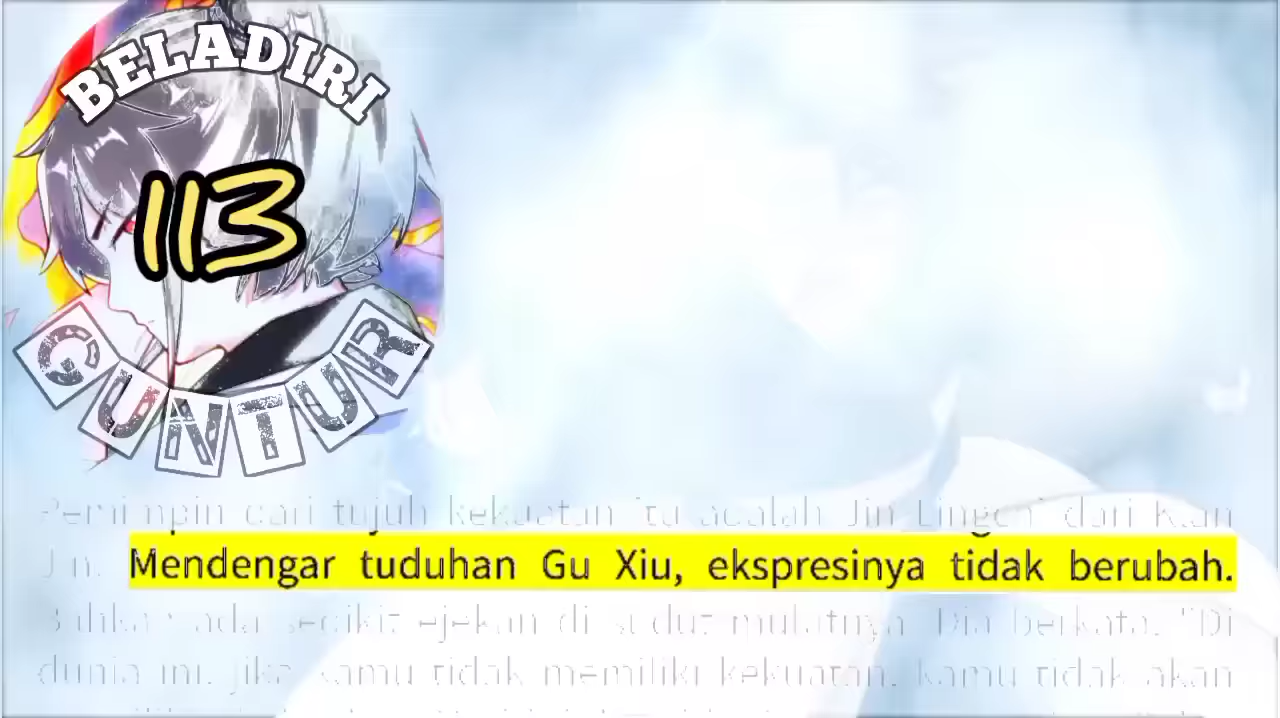 BELADIRI
113
GUNTUR
Pemimpin dari tujuh kekuatan itu adalah Jin Lingch dari Klan
Jin. Mendengar tuduhan Gu Xiu, ekspresinya tidak berubah.
Bahkan ada sedikit ejekan di sudut mulutnya. Dia berkata, "Di
dunia ini, jika kamu tidak memiliki kekuatan, kamu tidak akan